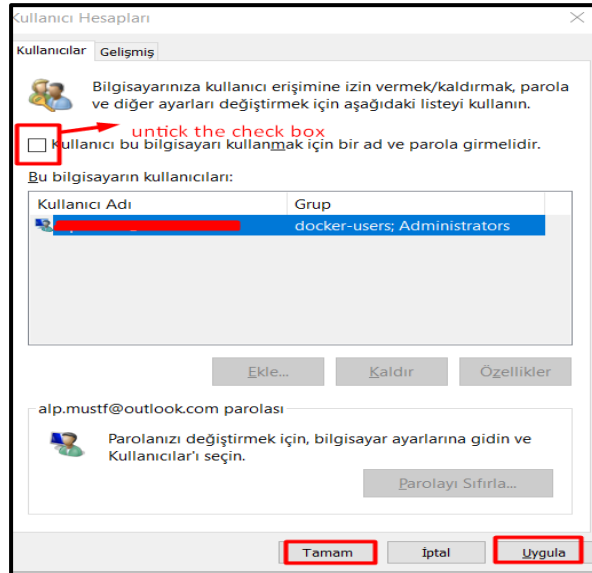 Kullanıcı Hesapları
Kullanıcılar
Gelişmiş
Bilgisayarınıza kullanıcı erişimine izin vermek/kaldırmak, parola
ve diğer ayarları değiştirmek için aşağıdaki listeyi kullanın.
untick the check box
Kullanıcı bu bilgisayarı kullanmak için bir ad ve parola girmelidir.
Bu bilgisayarın kullanıcıları:
Kullanıcı Adı Grup
docker-users; Administrators
Ekle... Kaldır Özellikler
alp.mustf@outlook.com parolası
Parolanızı değiştirmek için, bilgisayar ayarlarına gidin ve
Kullanıcılar'ı seçin.
Parolayı Sıfırla...
Tamam İptal Uygula